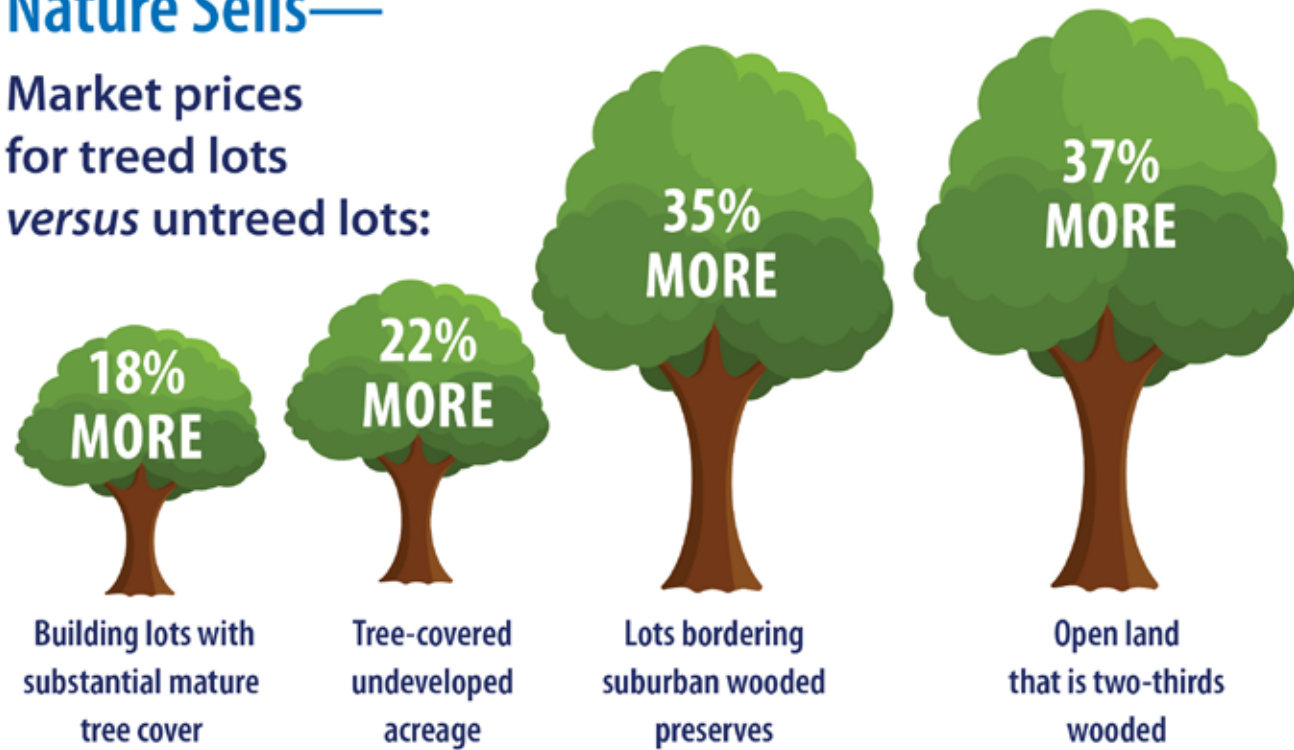 Nature Sells—
Market prices
for treed lots
versus untreed lots:
18%
MORE
22%
MORE
35%
MORE
37%
MORE
Building lots with
substantial mature
tree cover
Tree-covered
undeveloped
acreage
Lots bordering
suburban wooded
preserves
Open land
that is two-thirds
wooded